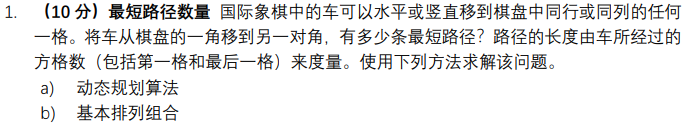 1. （10 分）最短路径数量 国际象棋中的车可以水平或竖直移到棋盘中同行或同列的任何
一格。将车从棋盘的一角移到另一对角，有多少条最短路径？路径的长度由车所经过的
方格数（包括第一格和最后一格）来度量。使用下列方法求解该问题。
a) 动态规划算法
b) 基本排列组合